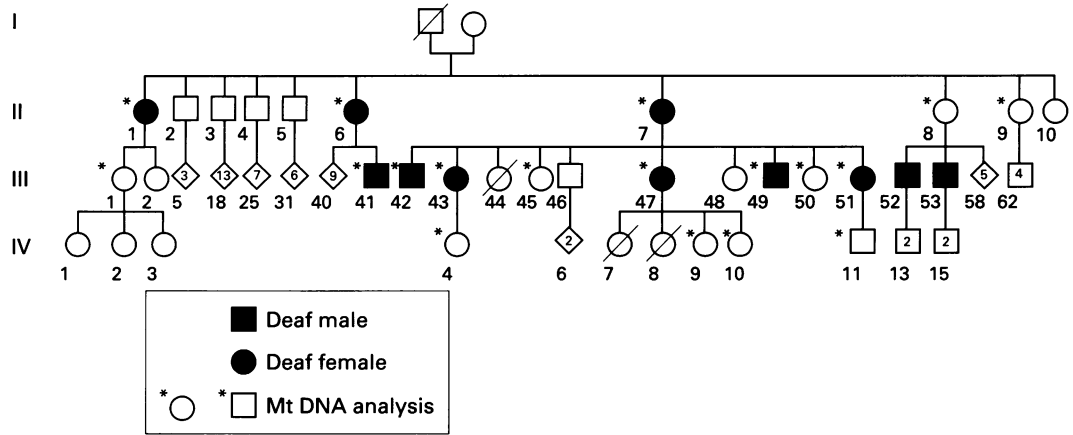 I
II * * * * *
1 2 3 4 5 6 7 8 9 10
III * 3 13 7 6 9 * * * * * * * * 5 4
1 2 5 18 25 31 40 41 42 43 44 45 46 47 48 49 50 51 52 53 58 62
IV * 2 * * * 2 2
1 2 3 4 6 7 8 9 10 11 13 15
Deaf male
Deaf female
* * Mt DNA analysis